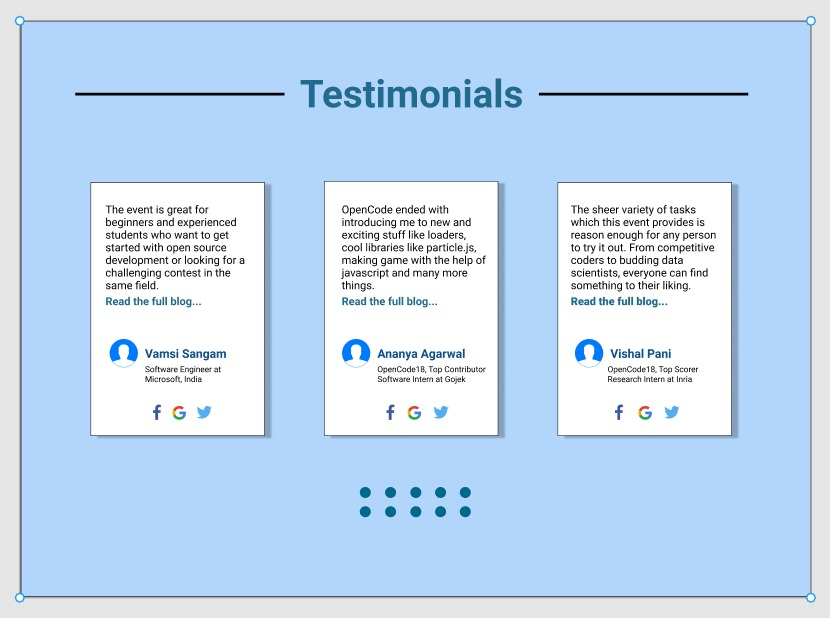 Testimonials
The event is great for
beginners and experienced
students who want to get
started with open source
development or looking for a
challenging contest in the
same field.
Read the full blog...
Vamsi Sangam
Software Engineer at
Microsoft, India
OpenCode ended with
introducing me to new and
exciting stuff like loaders,
cool libraries like particle.js,
making game with the help of
javascript and many more
things.
Read the full blog...
Ananya Agarwal
OpenCode18, Top Contributor
Software Intern at Gojek
The sheer variety of tasks
which this event provides is
reason enough for any person
to try it out. From competitive
coders to budding data
scientists, everyone can find
something to their liking.
Read the full blog...
Vishal Pani
OpenCode18, Top Scorer
Research Intern at Inria